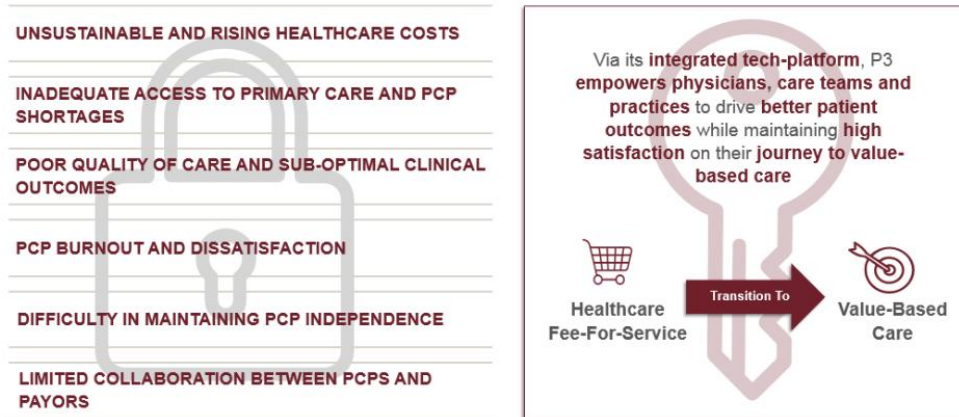 UNSUSTAINABLE AND RISING HEALTHCARE COSTS
INADEQUATE ACCESS TO PRIMARY CARE AND PCP
SHORTAGES
POOR QUALITY OF CARE AND SUB-OPTIMAL CLINICAL
OUTCOMES
PCP BURNOUT AND DISSATISFACTION
DIFFICULTY IN MAINTAINING PCP INDEPENDENCE
LIMITED COLLABORATION BETWEEN PCPS AND
PAYORS
Via its integrated tech-platform, P3
empowers physicians, care teams and
practices to drive better patient
outcomes while maintaining high
satisfaction on their journey to value-
based care
Healthcare
Fee-For-Service
Transition To
Value-Based
Care